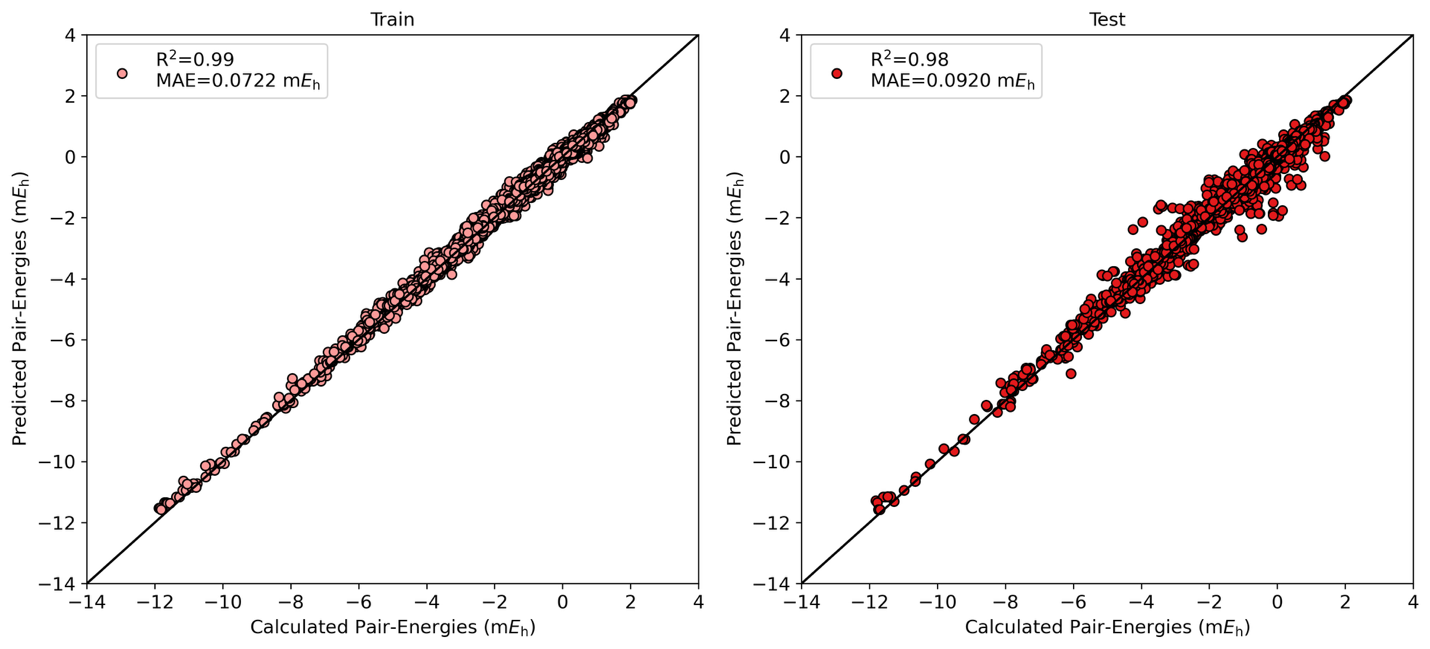 Train
R²=0.99
MAE=0.0722 mEₕ
4
2
0
−2
−4
−6
−8
−10
−12
−14
−14 −12 −10 −8 −6 −4 −2 0 2 4
Predicted Pair-Energies (mEₕ)
Calculated Pair-Energies (mEₕ)
Test
R²=0.98
MAE=0.0920 mEₕ
4
2
0
−2
−4
−6
−8
−10
−12
−14
−14 −12 −10 −8 −6 −4 −2 0 2 4
Predicted Pair-Energies (mEₕ)
Calculated Pair-Energies (mEₕ)